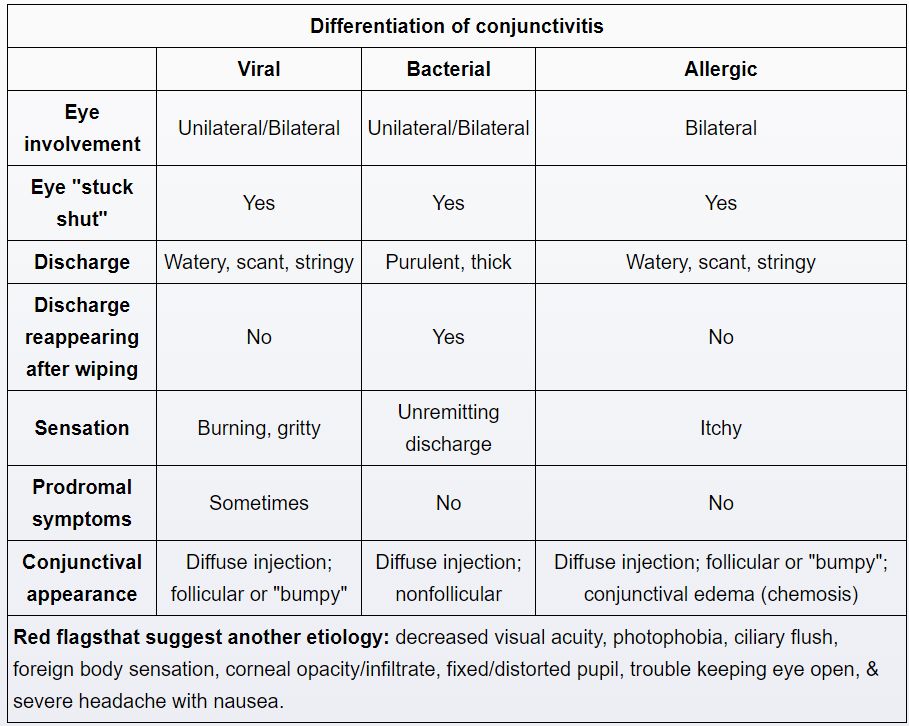 Differentiation of conjunctivitis
Viral Bacterial Allergic
Eye
involvement
Unilateral/Bilateral Unilateral/Bilateral Bilateral
Eye "stuck
shut"
Yes Yes Yes
Discharge Watery, scant, stringy Purulent, thick Watery, scant, stringy
Discharge
reappearing
after wiping
No Yes No
Sensation
Burning, gritty
Unremitting
discharge
Itchy
Prodromal
symptoms
Sometimes No No
Conjunctival
appearance
Diffuse injection;
follicular or "bumpy"
Diffuse injection;
nonfollicular
Diffuse injection; follicular or "bumpy";
conjunctival edema (chemosis)
Red flagsthat suggest another etiology: decreased visual acuity, photophobia, ciliary flush,
foreign body sensation, corneal opacity/infiltrate, fixed/distorted pupil, trouble keeping eye open, &
severe headache with nausea.